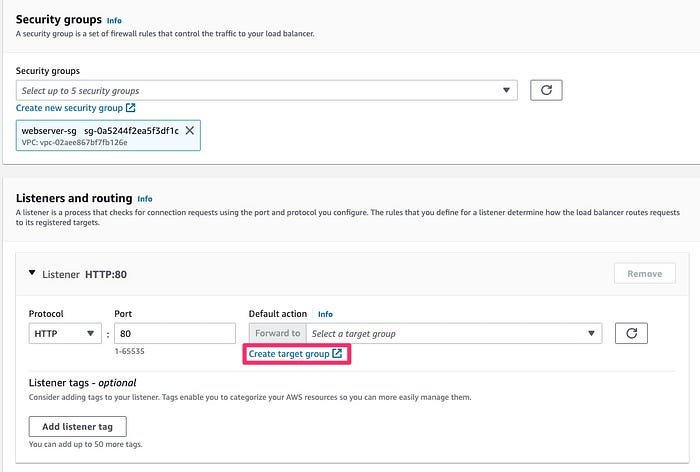 Security groups Info
A security group is a set of firewall rules that control the traffic to your load balancer.
Security groups
Select up to 5 security groups
Create new security group
webserver-sg sg-0a5244f2ea5f3df1c
VPC: vpc-02aee867bf7fb126e
Listeners and routing Info
A listener is a process that checks for connection requests using the port and protocol you configure. The rules that you define for a listener determine how the load balancer routes requests
to its registered targets.
Listener HTTP:80
Remove
Protocol Port Default action Info
HTTP : 80 Forward to Select a target group
1-65535 Create target group
Listener tags - optional
Consider adding tags to your listener. Tags enable you to categorize your AWS resources so you can more easily manage them.
Add listener tag
You can add up to 50 more tags.